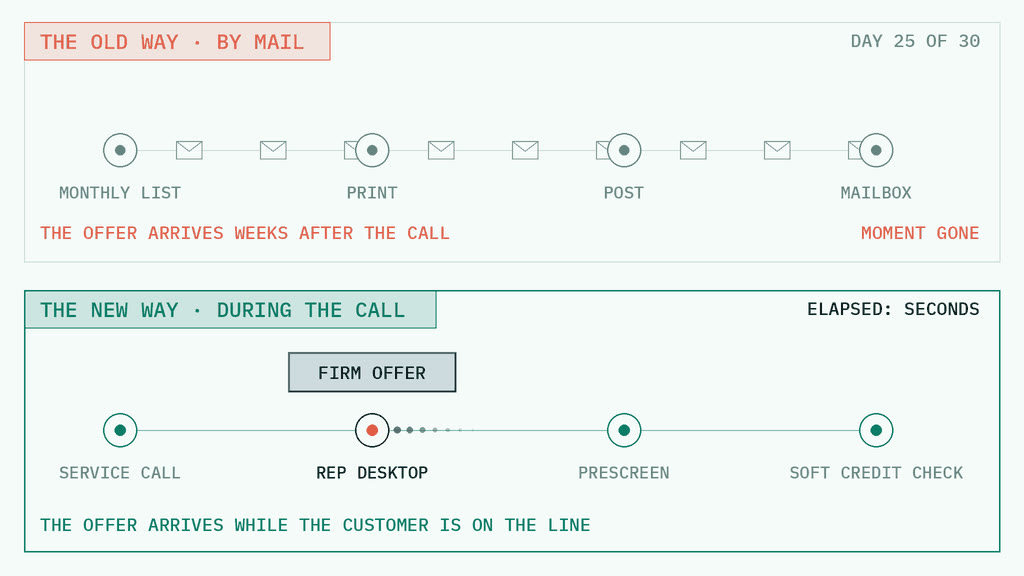 THE OLD WAY · BY MAIL
DAY 25 OF 30
MONTHLY LIST
PRINT
POST
MAILBOX
THE OFFER ARRIVES WEEKS AFTER THE CALL
MOMENT GONE
THE NEW WAY · DURING THE CALL
ELAPSED: SECONDS
FIRM OFFER
SERVICE CALL
REP DESKTOP
PRESCREEN
SOFT CREDIT CHECK
THE OFFER ARRIVES WHILE THE CUSTOMER IS ON THE LINE